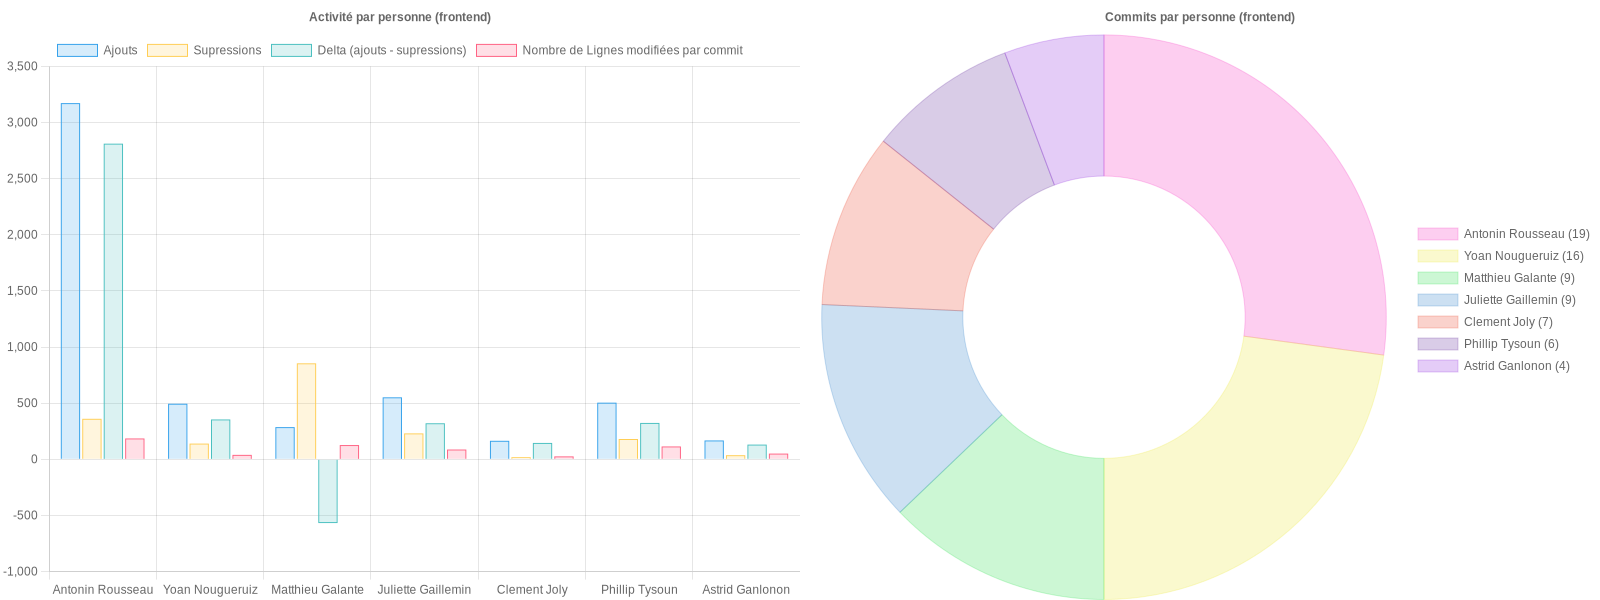 Activité par personne (frontend)
Ajouts
Supressions
Delta (ajouts - supressions)
Nombre de Lignes modifiées par commit
3,500
3,000
2,500
2,000
1,500
1,000
500
0
-500
-1,000
Antonin Rousseau
Yoan Nougueruiz
Matthieu Galante
Juliette Gaillemin
Clement Joly
Phillip Tysoun
Astrid Ganlonon
Commits par personne (frontend)
Antonin Rousseau (19)
Yoan Nougueruiz (16)
Matthieu Galante (9)
Juliette Gaillemin (9)
Clement Joly (7)
Phillip Tysoun (6)
Astrid Ganlonon (4)